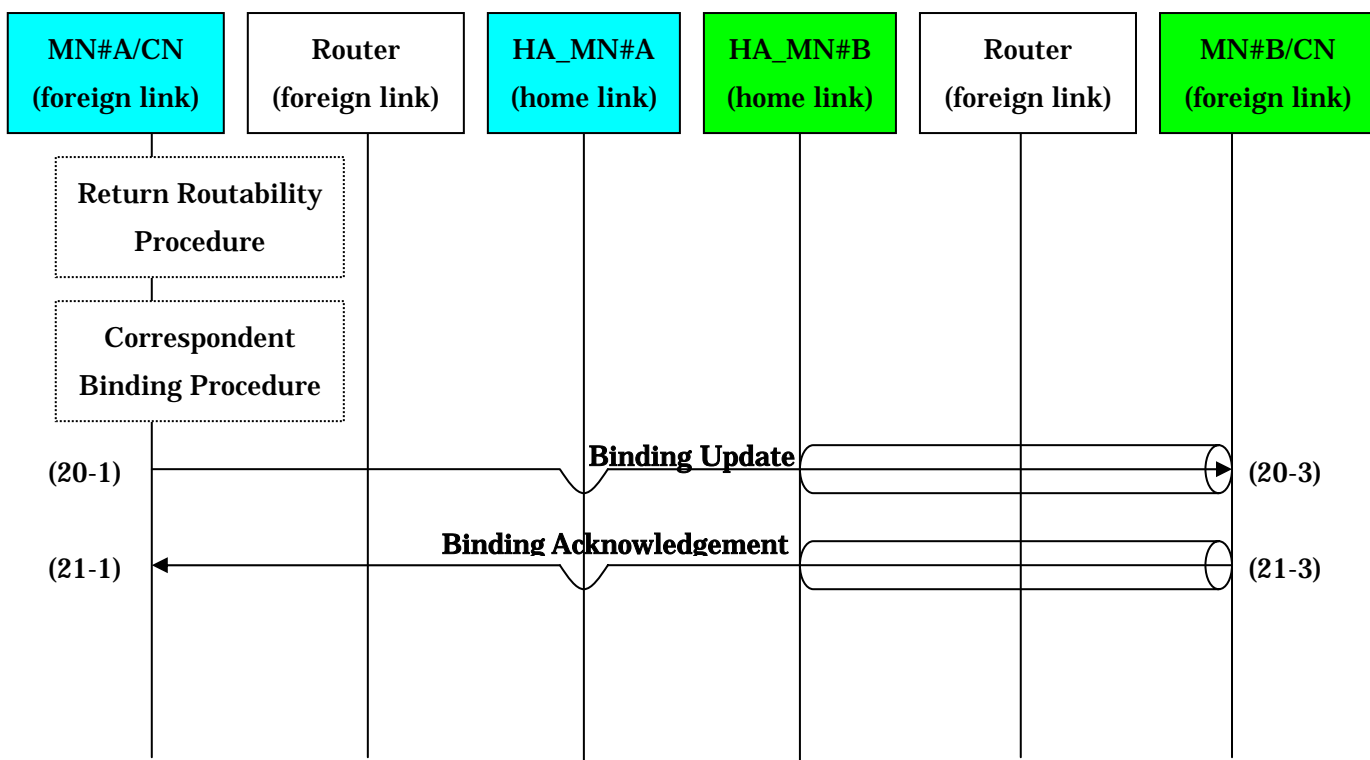 MN#A/CN
(foreign link)
Router
(foreign link)
HA_MN#A
(home link)
HA_MN#B
(home link)
Router
(foreign link)
MN#B/CN
(foreign link)
Return Routability
Procedure
Correspondent
Binding Procedure
(20-1)
Binding Update
(20-3)
(21-1)
Binding Acknowledgement
(21-3)